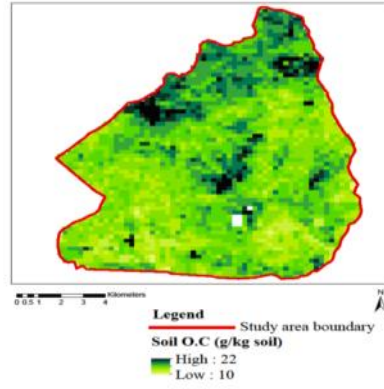 N
0 0.5 1 2 3 4 Kilometers
Legend
Study area boundary
Soil O.C (g/kg soil)
High : 22
Low : 10